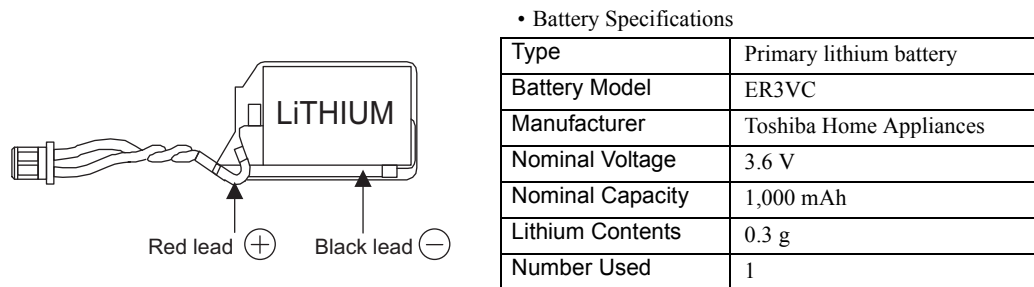 LiTHIUM
Red lead ⊕
Black lead ⊖
• Battery Specifications
Type Primary lithium battery
Battery Model ER3VC
Manufacturer Toshiba Home Appliances
Nominal Voltage 3.6 V
Nominal Capacity 1,000 mAh
Lithium Contents 0.3 g
Number Used 1